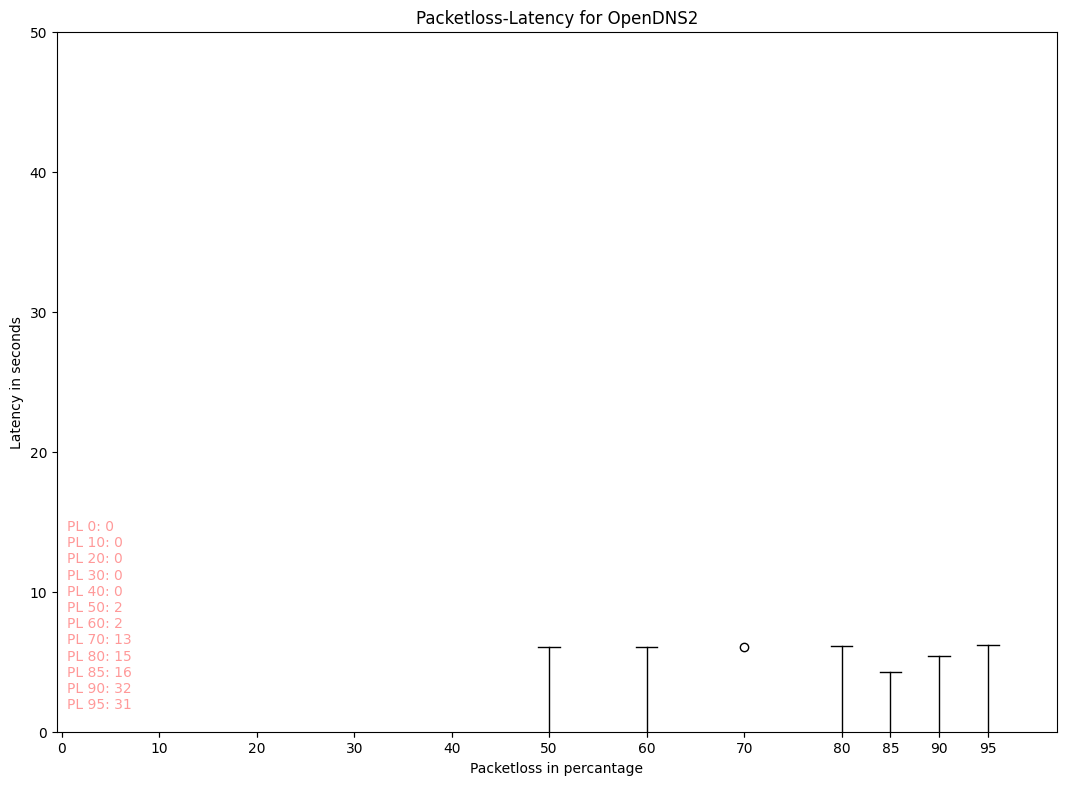 Packetloss-Latency for OpenDNS2
50
40
30
20
10
0
Latency in seconds
PL 0: 0
PL 10: 0
PL 20: 0
PL 30: 0
PL 40: 0
PL 50: 2
PL 60: 2
PL 70: 13
PL 80: 15
PL 85: 16
PL 90: 32
PL 95: 31
0 10 20 30 40 50 60 70 80 85 90 95
Packetloss in percantage